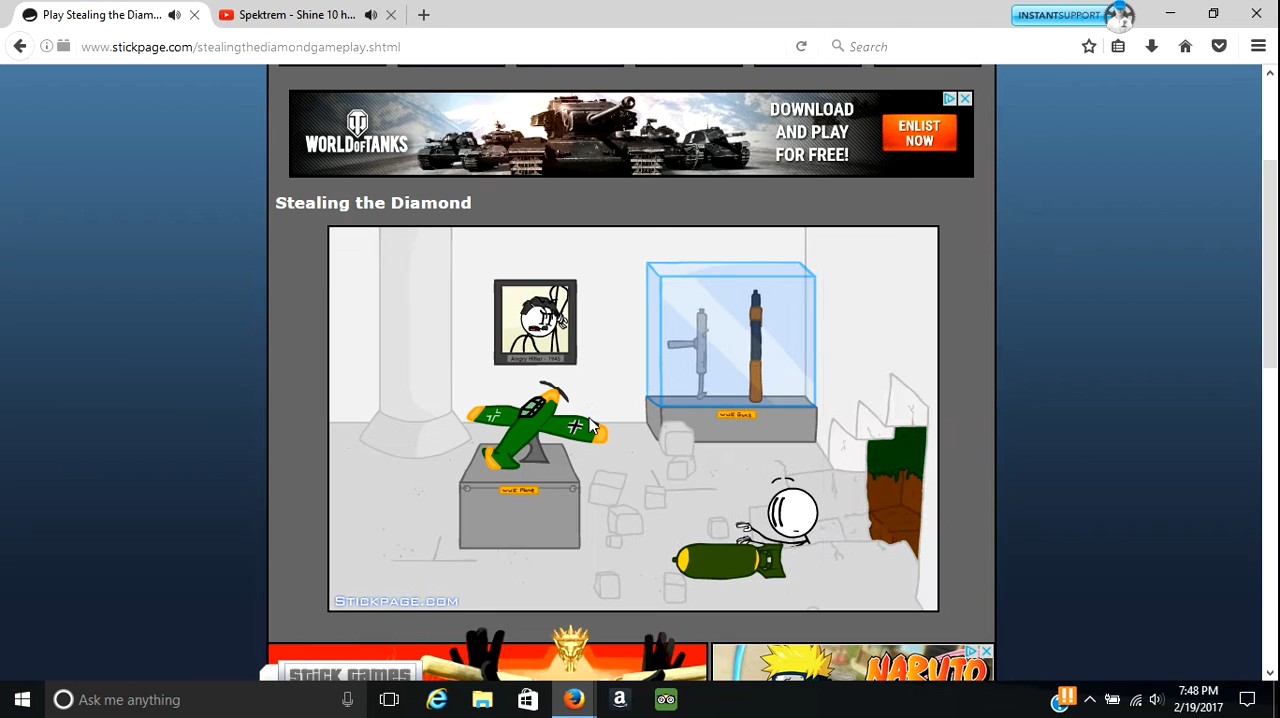 Play Stealing the Diam...
Spektrem - Shine 10 h...
INSTANTSUPPORT
www.stickpage.com/stealingthediamondgameplay.shtml
Search
WORLD OF TANKS
DOWNLOAD
AND PLAY
FOR FREE!
ENLIST
NOW
Stealing the Diamond
Angry Hitler - 1945
WW2 Guns
WW2 Plane
STICKPAGE.COM
STICK GAMES
NARUTO
Ask me anything
7:48 PM
2/19/2017